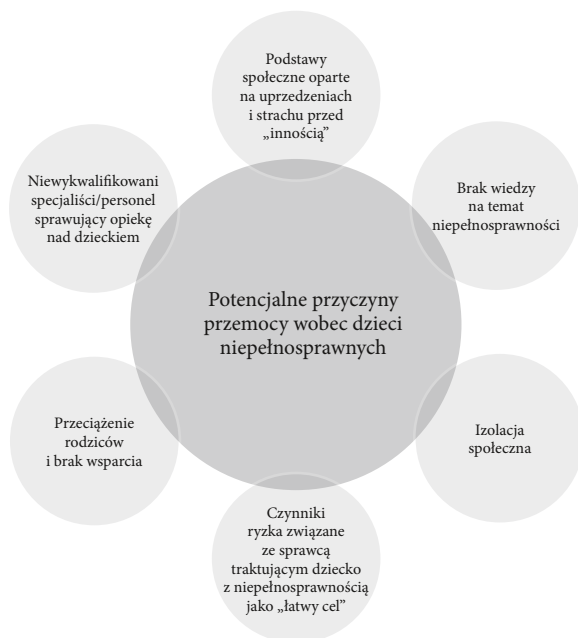 Podstawy
społeczne oparte
na uprzedzeniach
i strachu przed
„innością”
Niewykwalifikowani
specjaliści/personel
sprawujący opiekę
nad dzieckiem
Brak wiedzy
na temat
niepełnosprawności
Potencjalne przyczyny
przemocy wobec dzieci
niepełnosprawnych
Przeciążenie
rodziców
i brak wsparcia
Izolacja
społeczna
Czynniki
ryzka związane
ze sprawcą
traktującym dziecko
z niepełnosprawnością
jako „łatwy cel”